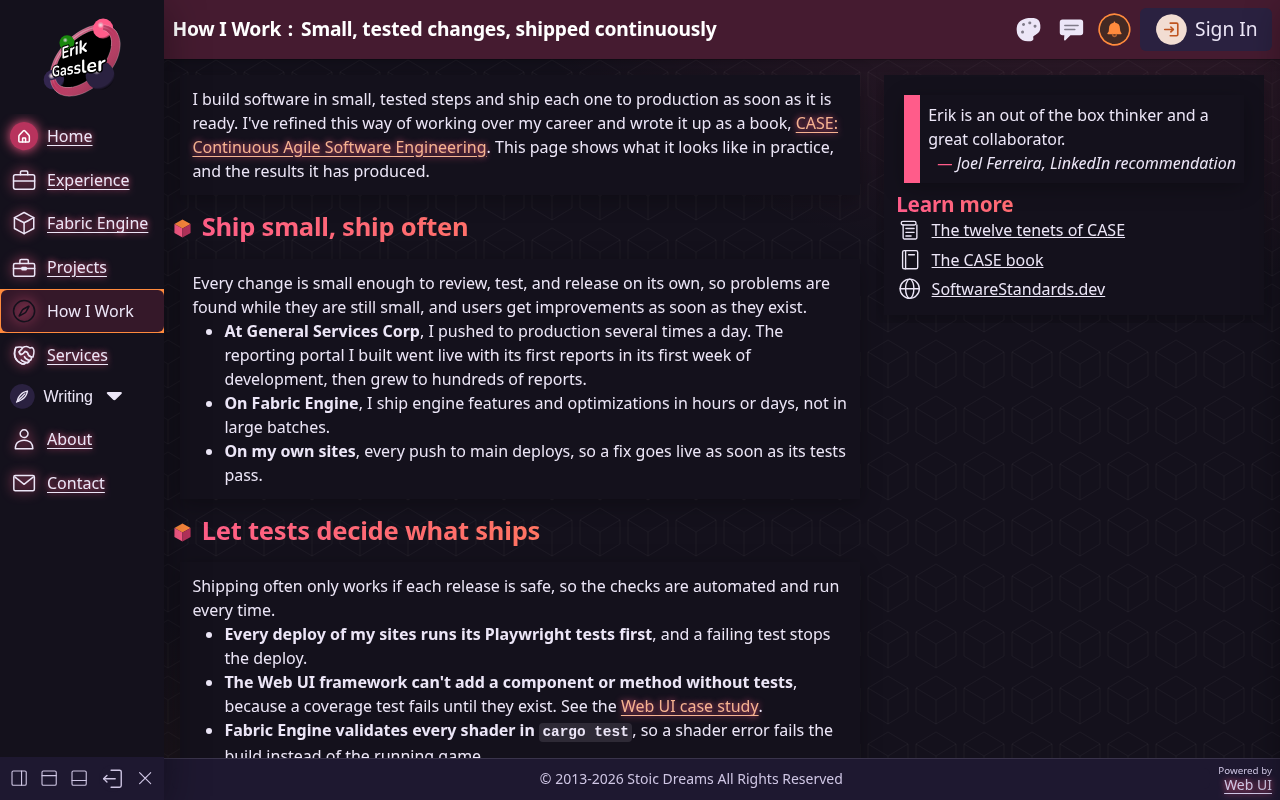 Erik
Gassler
Home
Experience
Fabric Engine
Projects
How I Work
Services
Writing
About
Contact
How I Work : Small, tested changes, shipped continuously
Sign In
I build software in small, tested steps and ship each one to production as soon as it is
ready. I've refined this way of working over my career and wrote it up as a book, CASE:
Continuous Agile Software Engineering. This page shows what it looks like in practice,
and the results it has produced.
Ship small, ship often
Every change is small enough to review, test, and release on its own, so problems are
found while they are still small, and users get improvements as soon as they exist.
At General Services Corp, I pushed to production several times a day. The
reporting portal I built went live with its first reports in its first week of
development, then grew to hundreds of reports.
On Fabric Engine, I ship engine features and optimizations in hours or days, not in
large batches.
On my own sites, every push to main deploys, so a fix goes live as soon as its tests
pass.
Let tests decide what ships
Shipping often only works if each release is safe, so the checks are automated and run
every time.
Every deploy of my sites runs its Playwright tests first, and a failing test stops
the deploy.
The Web UI framework can't add a component or method without tests,
because a coverage test fails until they exist. See the Web UI case study.
Fabric Engine validates every shader in cargo test, so a shader error fails the
build instead of the running game.
Erik is an out of the box thinker and a
great collaborator.
— Joel Ferreira, LinkedIn recommendation
Learn more
The twelve tenets of CASE
The CASE book
SoftwareStandards.dev
© 2013-2026 Stoic Dreams All Rights Reserved
Powered by
Web UI